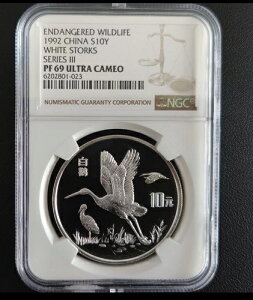 ENDANGERED WILDLIFE
1992 CHINA S10Y
WHITE STORKS
SERIES III
PF 69 ULTRA CAMEO
6202801-023
NUMISMATIC GUARANTY CORPORATION
NGC
白鹳
10元